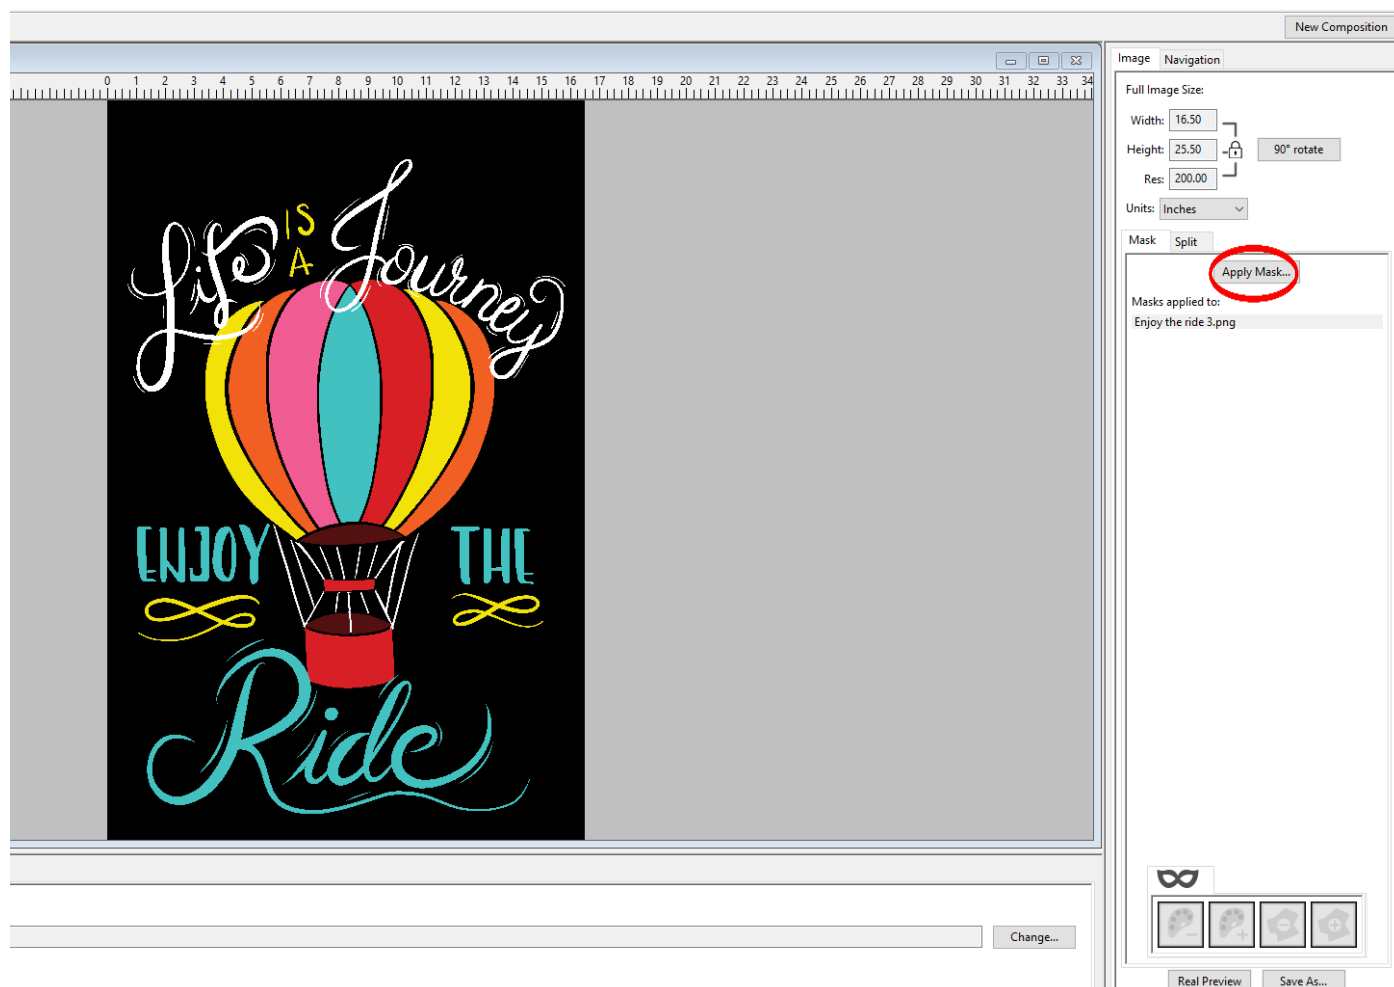 New Composition
Image Navigation
0 1 2 3 4 5 6 7 8 9 10 11 12 13 14 15 16 17 18 19 20 21 22 23 24 25 26 27 28 29 30 31 32 33 34
Full Image Size:
Width: 16.50
Height: 25.50
90° rotate
Res: 200.00
Units: Inches
Mask Split
Apply Mask...
Masks applied to:
Enjoy the ride 3.png
Life IS A Journey
ENJOY THE
Ride
Change...
Real Preview Save As...